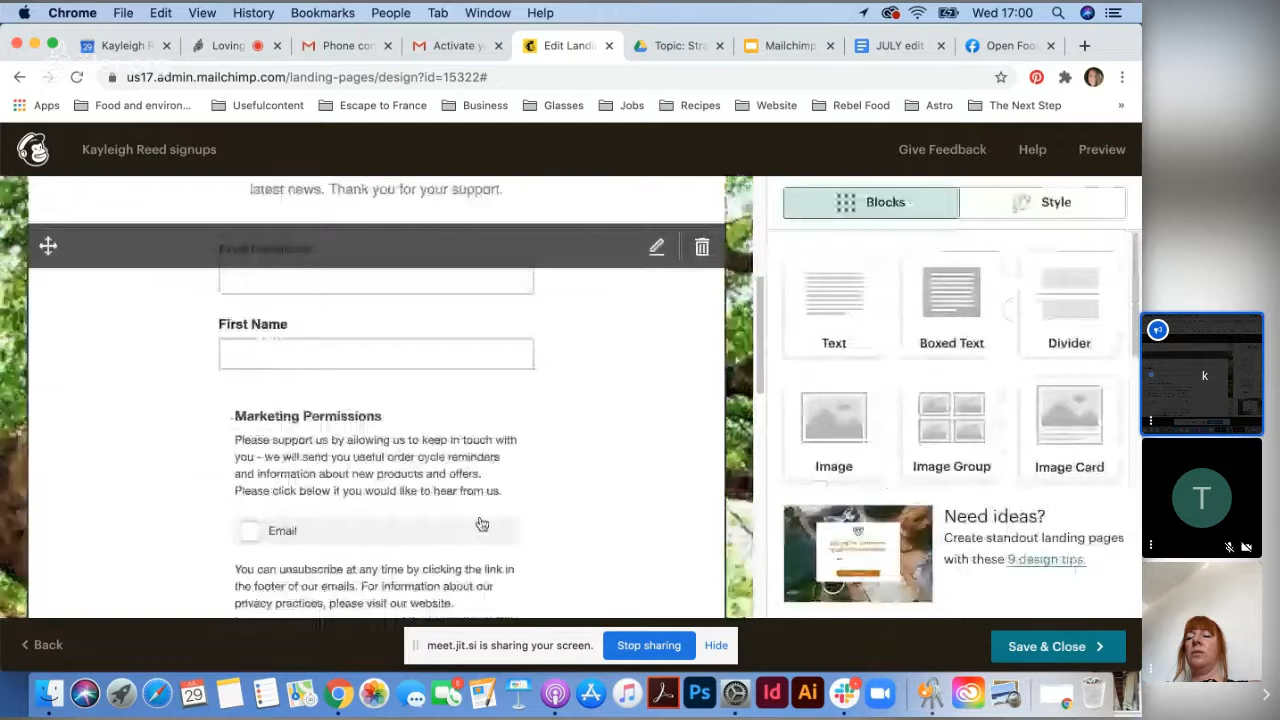 Chrome File Edit View History Bookmarks People Tab Window Help Wed 17:00
Kayleigh R Loving Phone con Activate y Edit Landi Topic: Stra Mailchimp JULY edit Open Foo
us17.admin.mailchimp.com/landing-pages/design?id=15322#
Apps Food and environ... Usefulcontent Escape to France Business Glasses Jobs Recipes Website Rebel Food Astro The Next Step »
Kayleigh Reed signups Give Feedback Help Preview
latest news. Thank you for your support.
Blocks Style
First Name
Text Boxed Text Divider
Marketing Permissions
Please support us by allowing us to keep in touch with
you - we will send you useful order cycle reminders
and information about new products and offers.
Please click below if you would like to hear from us.
Image Image Group Image Card
Email
You can unsubscribe at any time by clicking the link in
the footer of our emails. For information about our
privacy practices, please visit our website.
Need ideas?
Create standout landing pages
with these 9 design tips.
Back
meet.jit.si is sharing your screen. Stop sharing Hide
Save & Close
k
T
JUL
29
Ps
Id
Ai